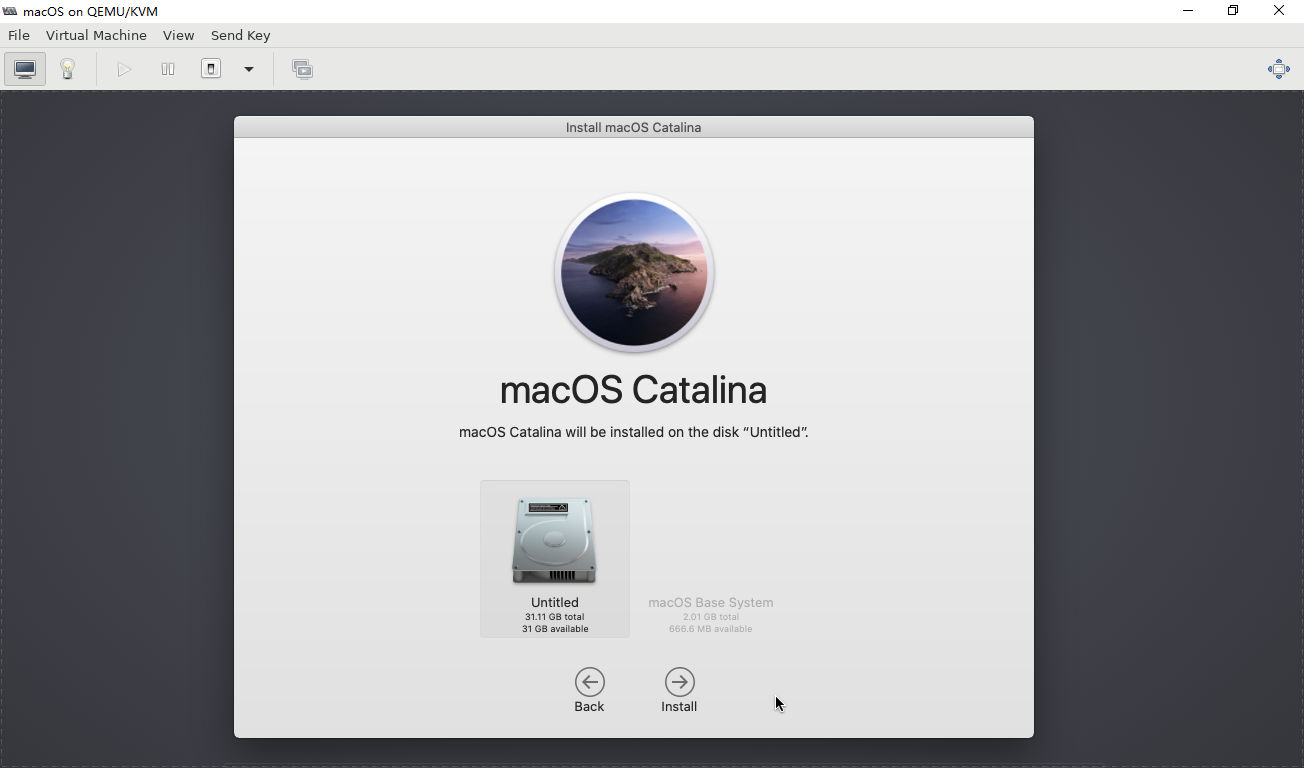 macOS on QEMU/KVM
File Virtual Machine View Send Key
Install macOS Catalina
macOS Catalina
macOS Catalina will be installed on the disk “Untitled”.
Untitled
31.11 GB total
31 GB available
macOS Base System
2.01 GB total
666.6 MB available
Back
Install